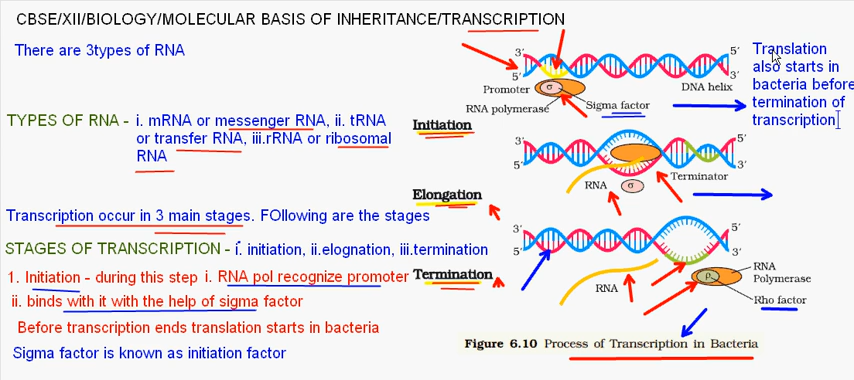 CBSE/XII/BIOLOGY/MOLECULAR BASIS OF INHERITANCE/TRANSCRIPTION
There are 3types of RNA
TYPES OF RNA - i. mRNA or messenger RNA, ii. tRNA
or transfer RNA, iii.rRNA or ribosomal
RNA
Transcription occur in 3 main stages. FOllowing are the stages
STAGES OF TRANSCRIPTION - i. initiation, ii.elognation, iii.termination
1. Initiation - during this step i. RNA pol recognize promoter
ii. binds with it with the help of sigma factor
Before transcription ends translation starts in bacteria
Sigma factor is known as initiation factor
3′
5′
5′
3′
Promoter
σ
DNA helix
RNA polymerase
Sigma factor
Initiation
3′
5′
5′
3′
Terminator
RNA
σ
Elongation
3′
5′
5′
3′
Termination
RNA
ρ
RNA
Polymerase
Rho factor
Figure 6.10 Process of Transcription in Bacteria
Translation
also starts in
bacteria before
termination of
transcription